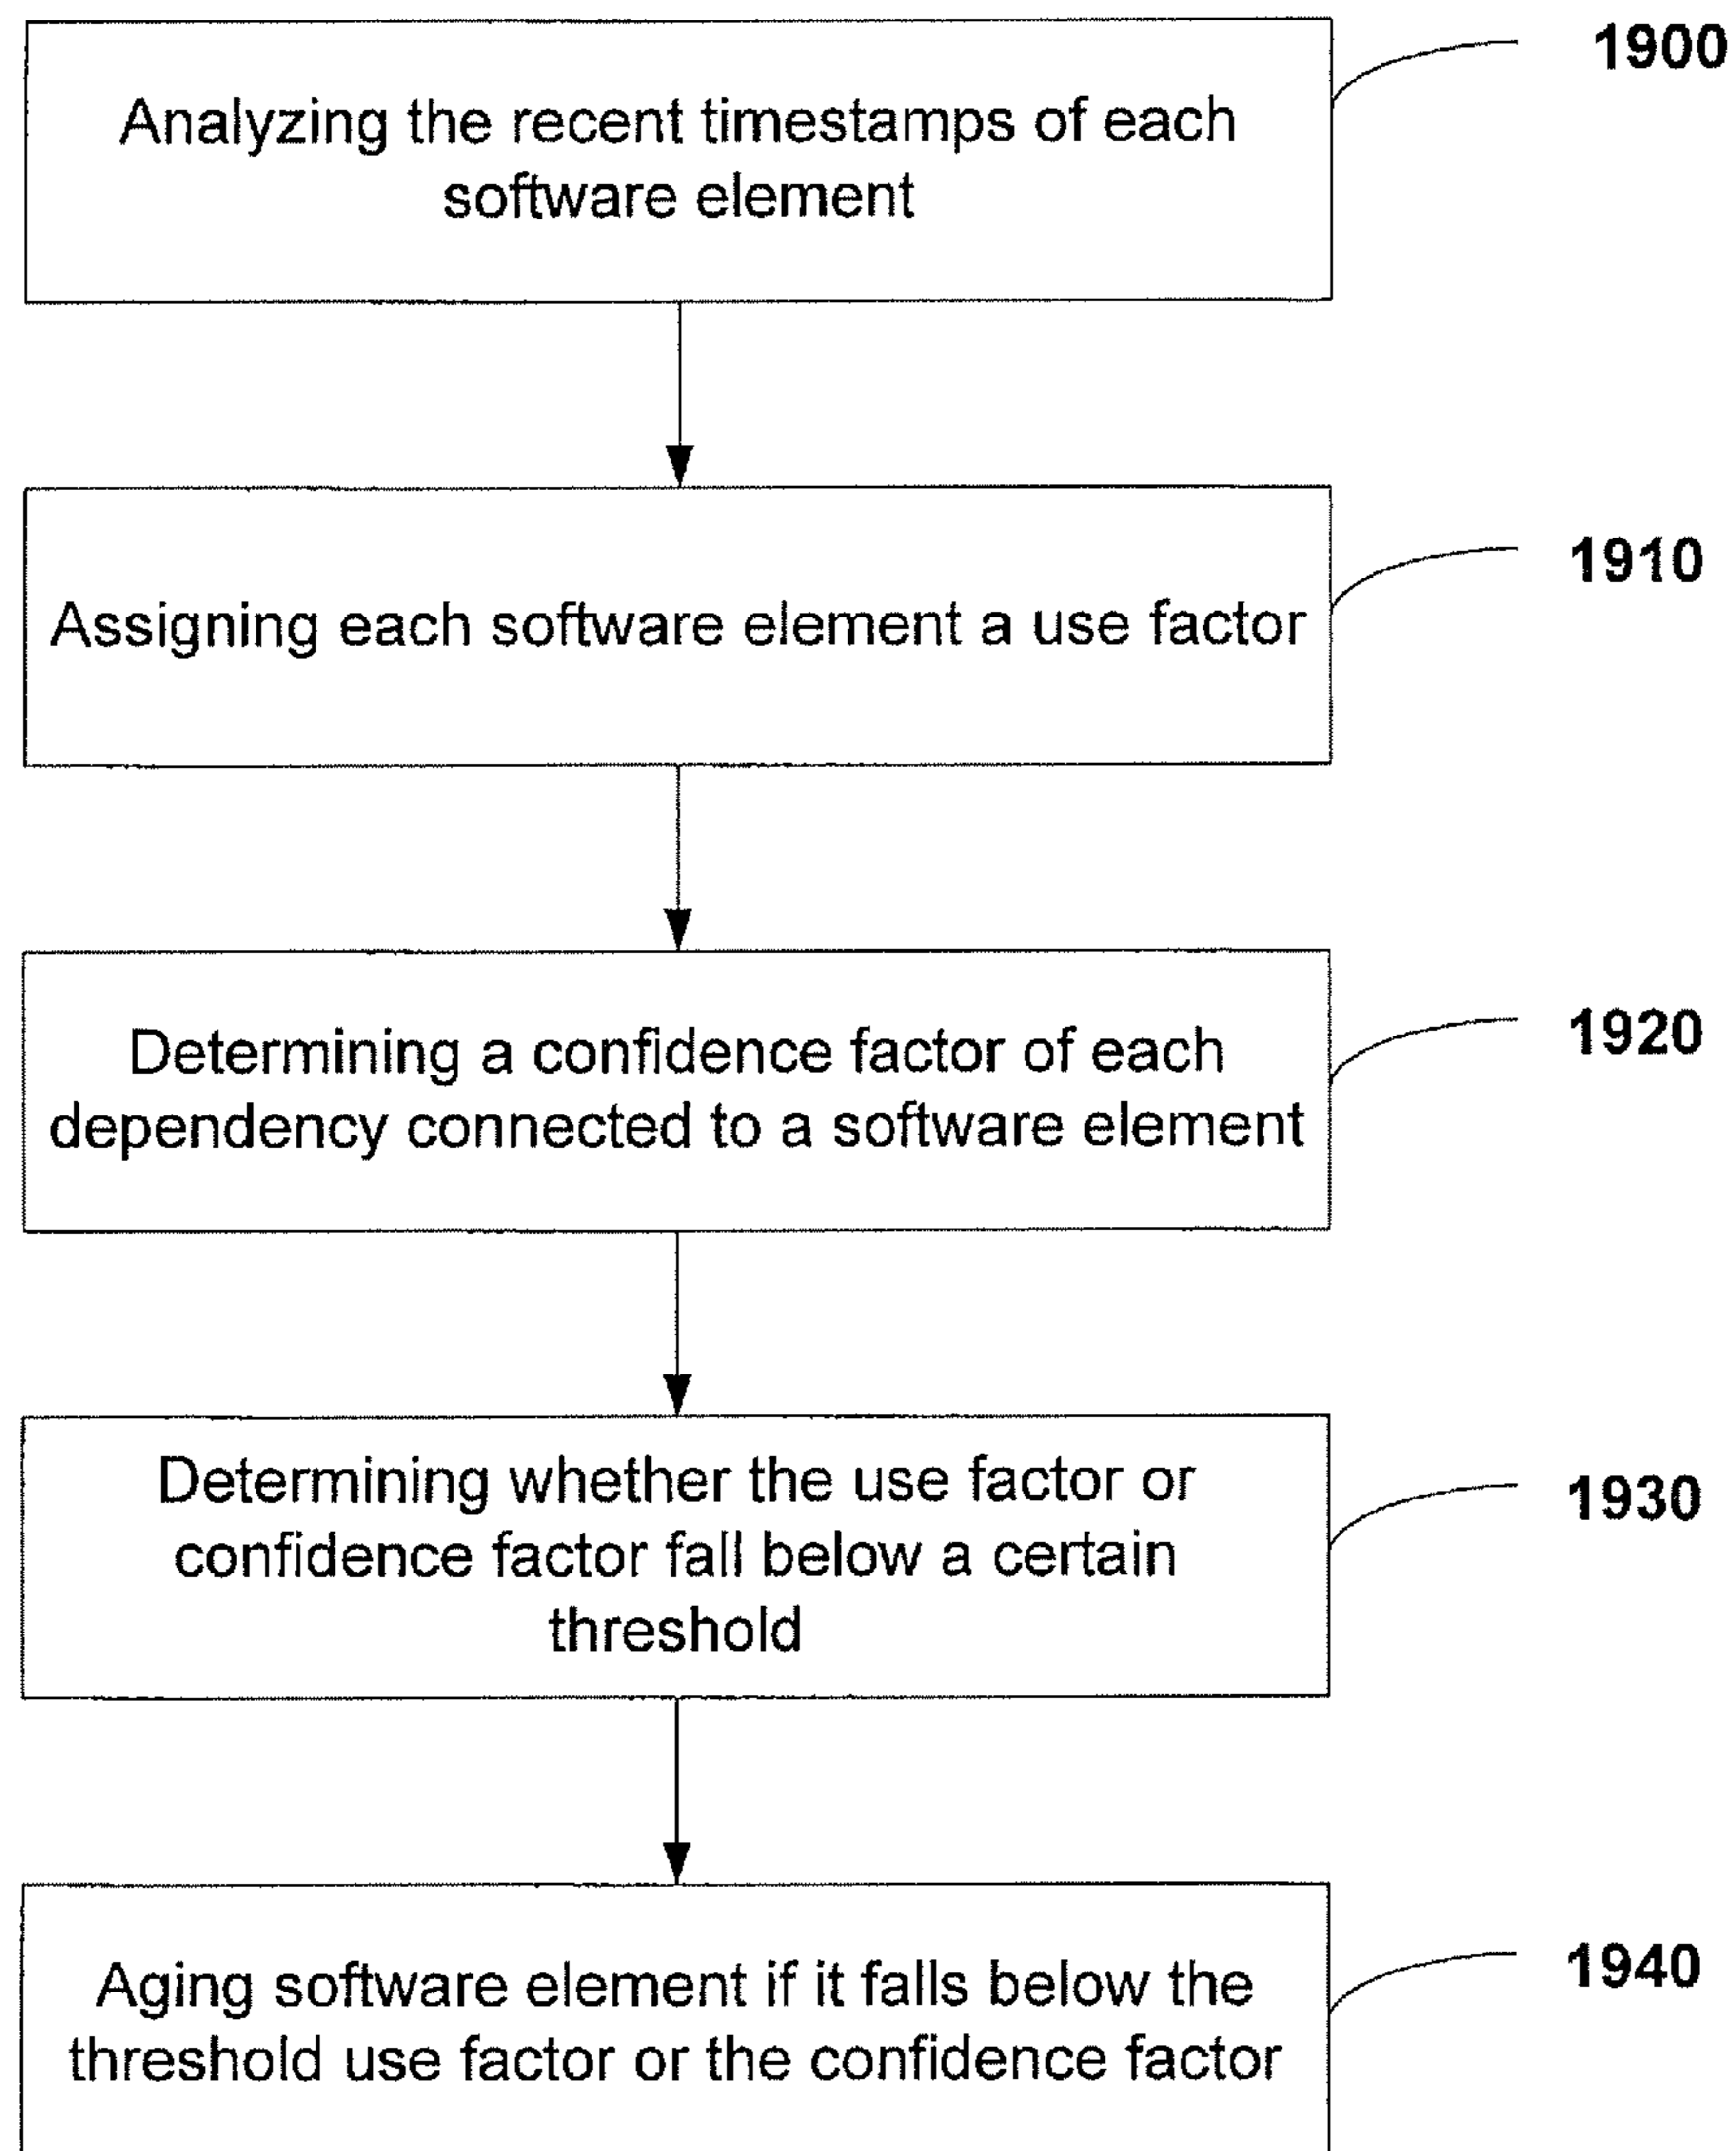 1900
Analyzing the recent timestamps of each
software element
1910
Assigning each software element a use factor
1920
Determining a confidence factor of each
dependency connected to a software element
1930
Determining whether the use factor or
confidence factor fall below a certain
threshold
1940
Aging software element if it falls below the
threshold use factor or the confidence factor